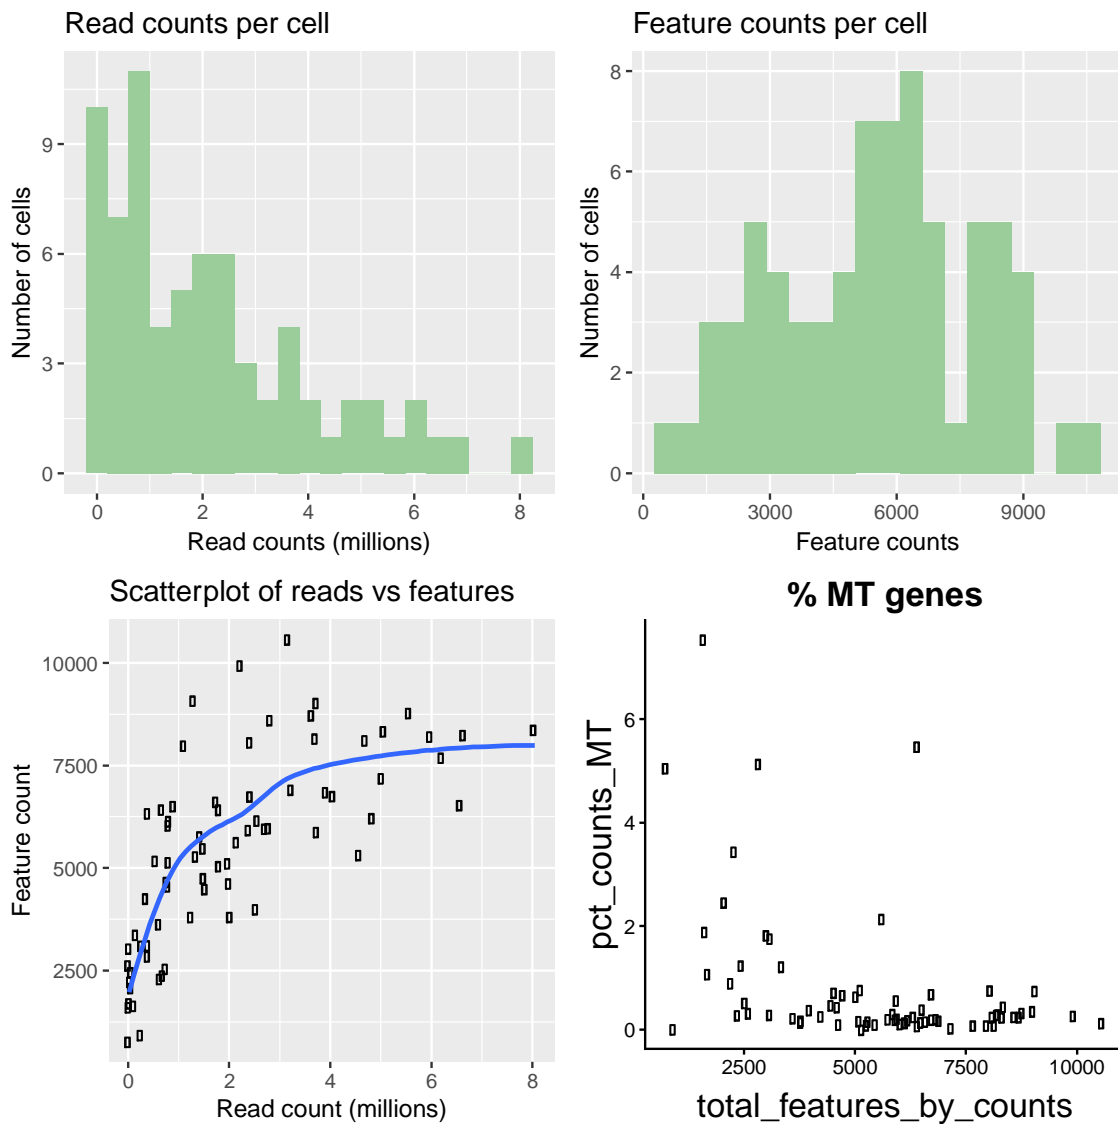 Read counts per cell
Number of cells
9
6
3
0
0 2 4 6 8
Read counts (millions)
Feature counts per cell
Number of cells
8
6
4
2
0
0 3000 6000 9000
Feature counts
Scatterplot of reads vs features
Feature count
10000
7500
5000
2500
0 2 4 6 8
Read count (millions)
% MT genes
pct_counts_MT
6
4
2
0
2500 5000 7500 10000
total_features_by_counts